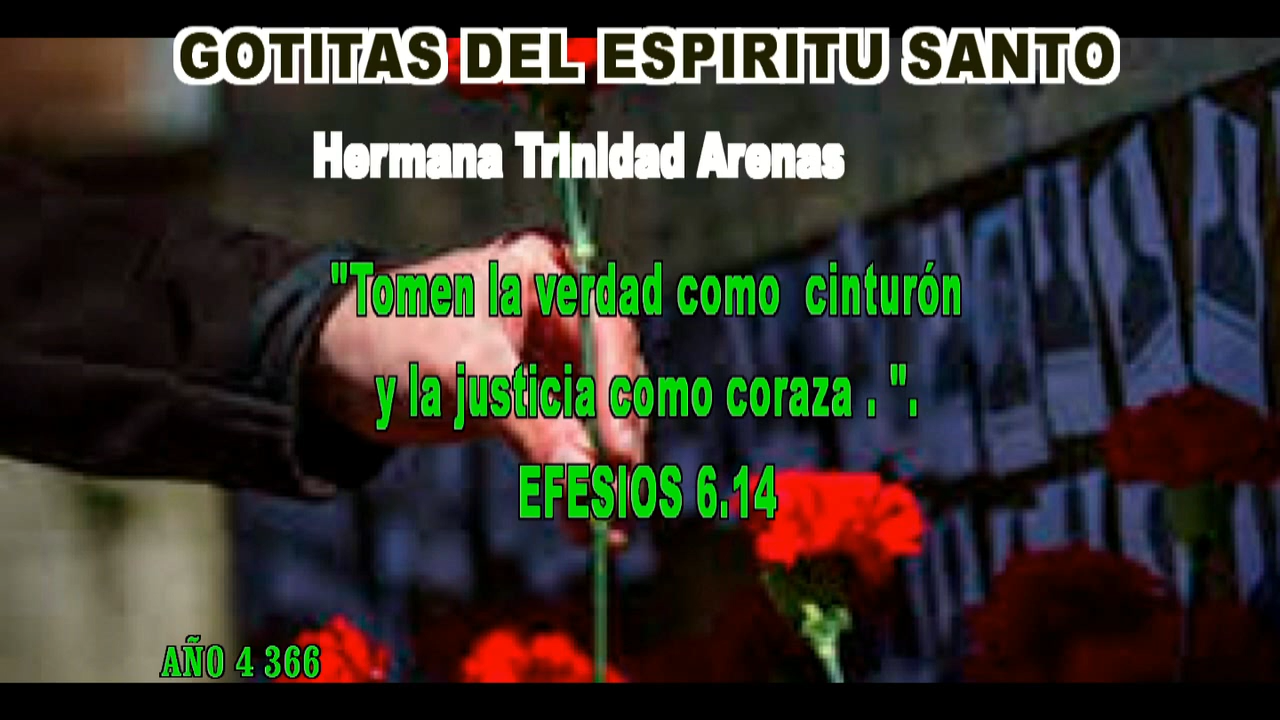 GOTITAS DEL ESPIRITU SANTO
Hermana Trinidad Arenas
"Tomen la verdad como cinturón
y la justicia como coraza . ".
EFESIOS 6.14
AÑO 4 366